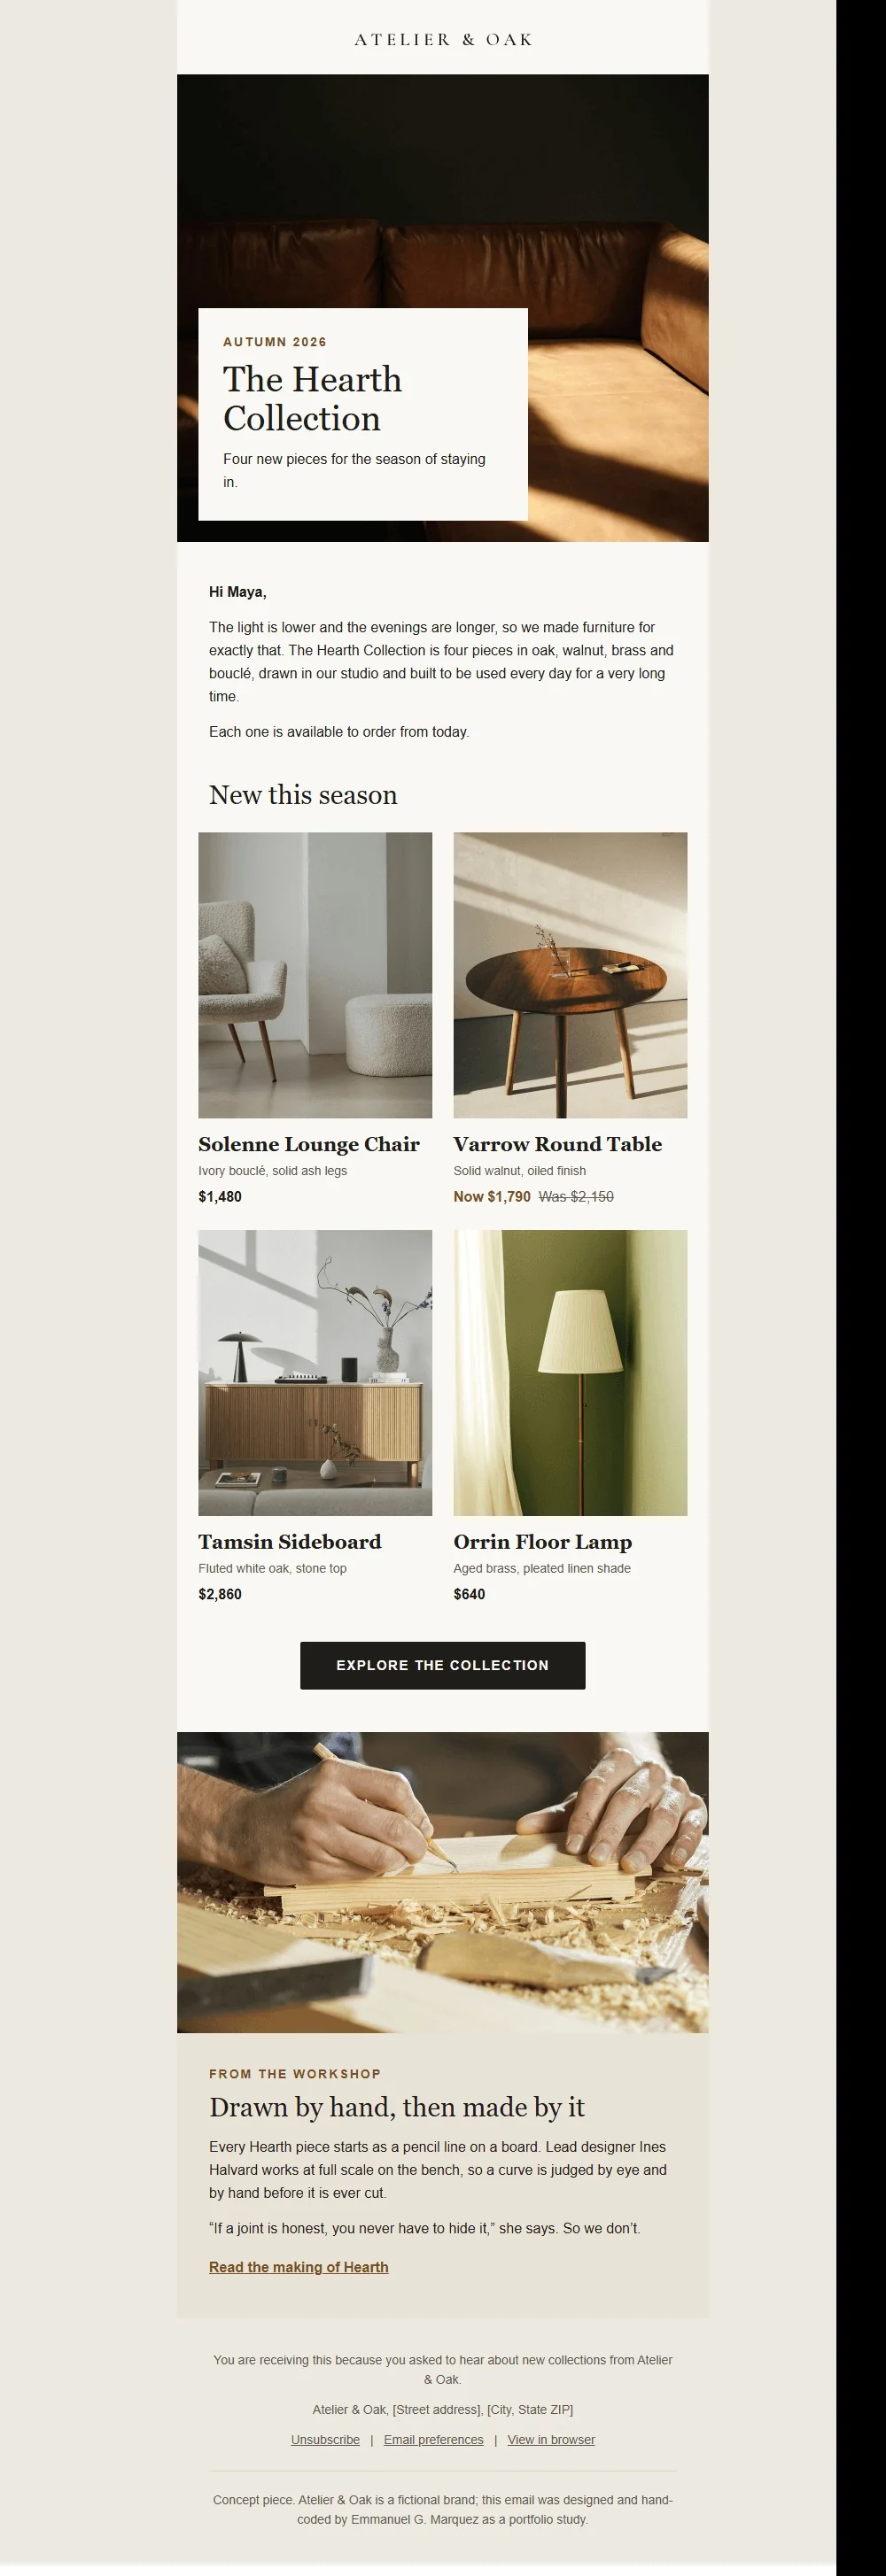 ATELIER & OAK
AUTUMN 2026
The Hearth
Collection
Four new pieces for the season of staying
in.
Hi Maya,
The light is lower and the evenings are longer, so we made furniture for
exactly that. The Hearth Collection is four pieces in oak, walnut, brass and
bouclé, drawn in our studio and built to be used every day for a very long
time.
Each one is available to order from today.
New this season
Solenne Lounge Chair
Ivory bouclé, solid ash legs
$1,480
Varrow Round Table
Solid walnut, oiled finish
Now $1,790 Was $2,150
Tamsin Sideboard
Fluted white oak, stone top
$2,860
Orrin Floor Lamp
Aged brass, pleated linen shade
$640
EXPLORE THE COLLECTION
FROM THE WORKSHOP
Drawn by hand, then made by it
Every Hearth piece starts as a pencil line on a board. Lead designer Ines
Halvard works at full scale on the bench, so a curve is judged by eye and
by hand before it is ever cut.
“If a joint is honest, you never have to hide it,” she says. So we don’t.
Read the making of Hearth
You are receiving this because you asked to hear about new collections from Atelier
& Oak.
Atelier & Oak, [Street address], [City, State ZIP]
Unsubscribe | Email preferences | View in browser
Concept piece. Atelier & Oak is a fictional brand; this email was designed and hand-
coded by Emmanuel G. Marquez as a portfolio study.